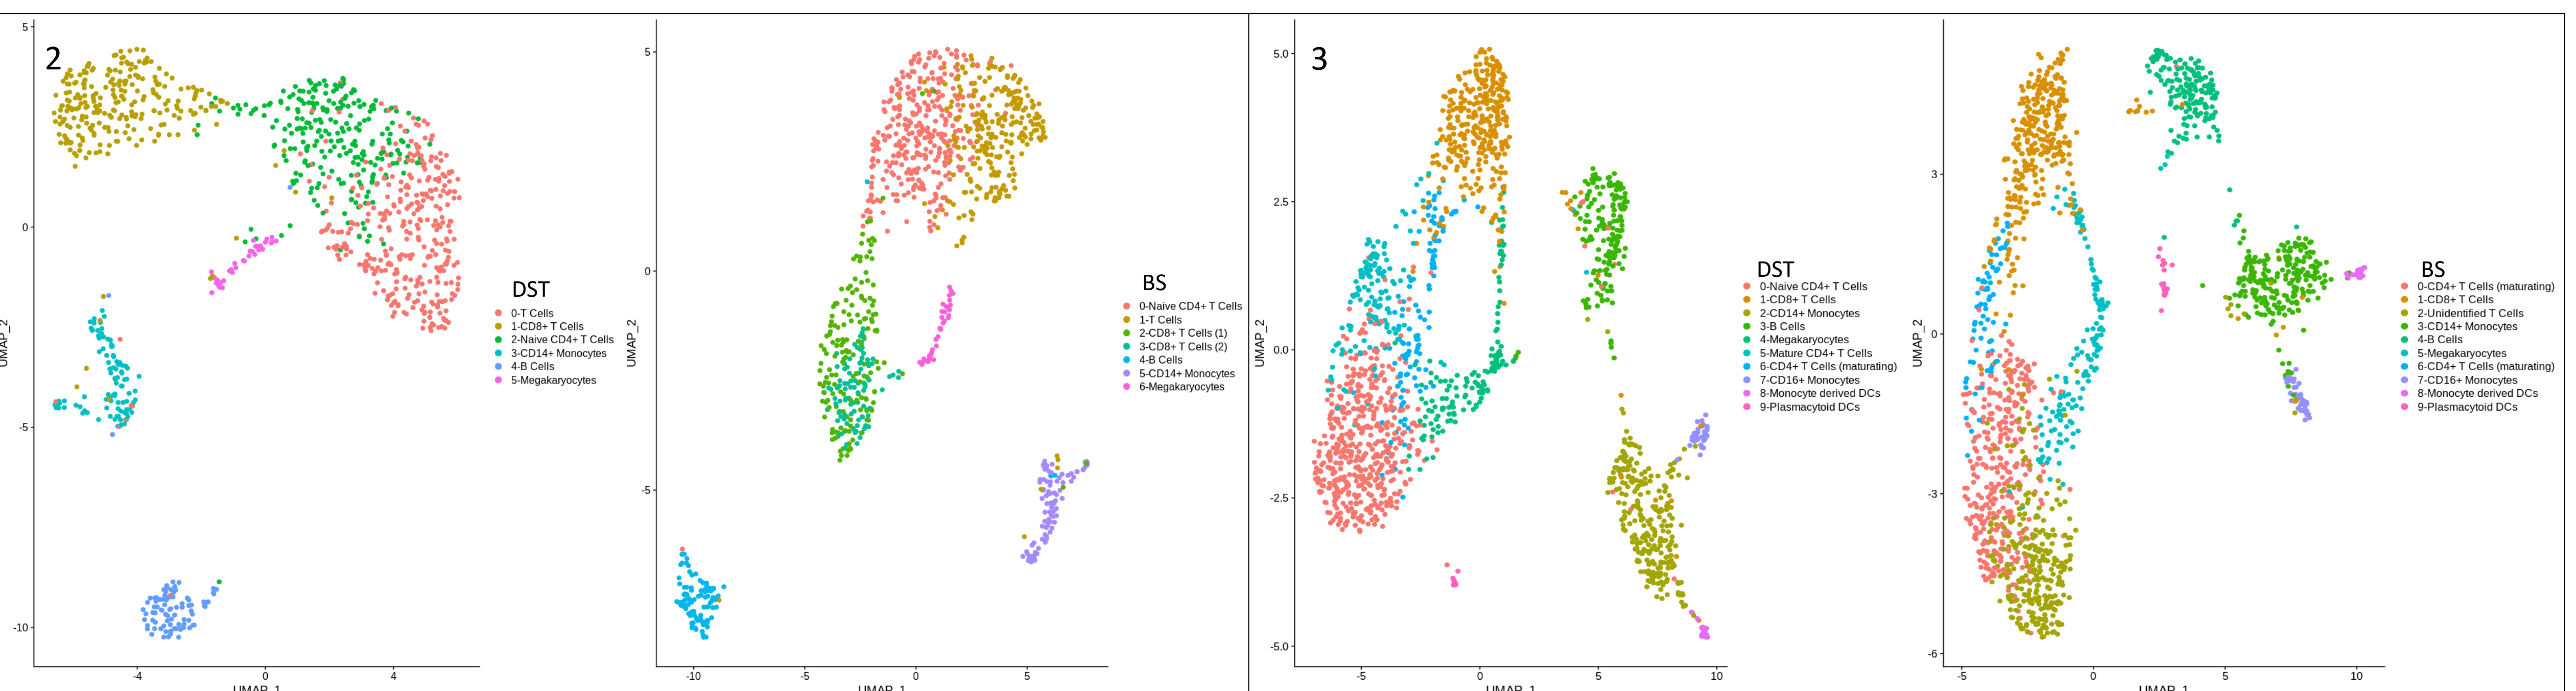 2
5
0
-5
-10
-4
0
4
UMAP_1
UMAP_2
DST
0-T Cells
1-CD8+ T Cells
2-Naive CD4+ T Cells
3-CD14+ Monocytes
4-B Cells
5-Megakaryocytes
5
0
-5
-10
-5
0
5
UMAP_1
UMAP_2
BS
0-Naive CD4+ T Cells
1-T Cells
2-CD8+ T Cells (1)
3-CD8+ T Cells (2)
4-B Cells
5-CD14+ Monocytes
6-Megakaryocytes
3
5.0
2.5
0.0
-2.5
-5.0
-5
0
5
10
UMAP_1
UMAP_2
DST
0-Naive CD4+ T Cells
1-CD8+ T Cells
2-CD14+ Monocytes
3-B Cells
4-Megakaryocytes
5-Mature CD4+ T Cells
6-CD4+ T Cells (maturating)
7-CD16+ Monocytes
8-Monocyte derived DCs
9-Plasmacytoid DCs
3
0
-3
-6
-5
0
5
10
UMAP_1
UMAP_2
BS
0-CD4+ T Cells (maturating)
1-CD8+ T Cells
2-Unidentified T Cells
3-CD14+ Monocytes
4-B Cells
5-Megakaryocytes
6-CD4+ T Cells (maturating)
7-CD16+ Monocytes
8-Monocyte derived DCs
9-Plasmacytoid DCs